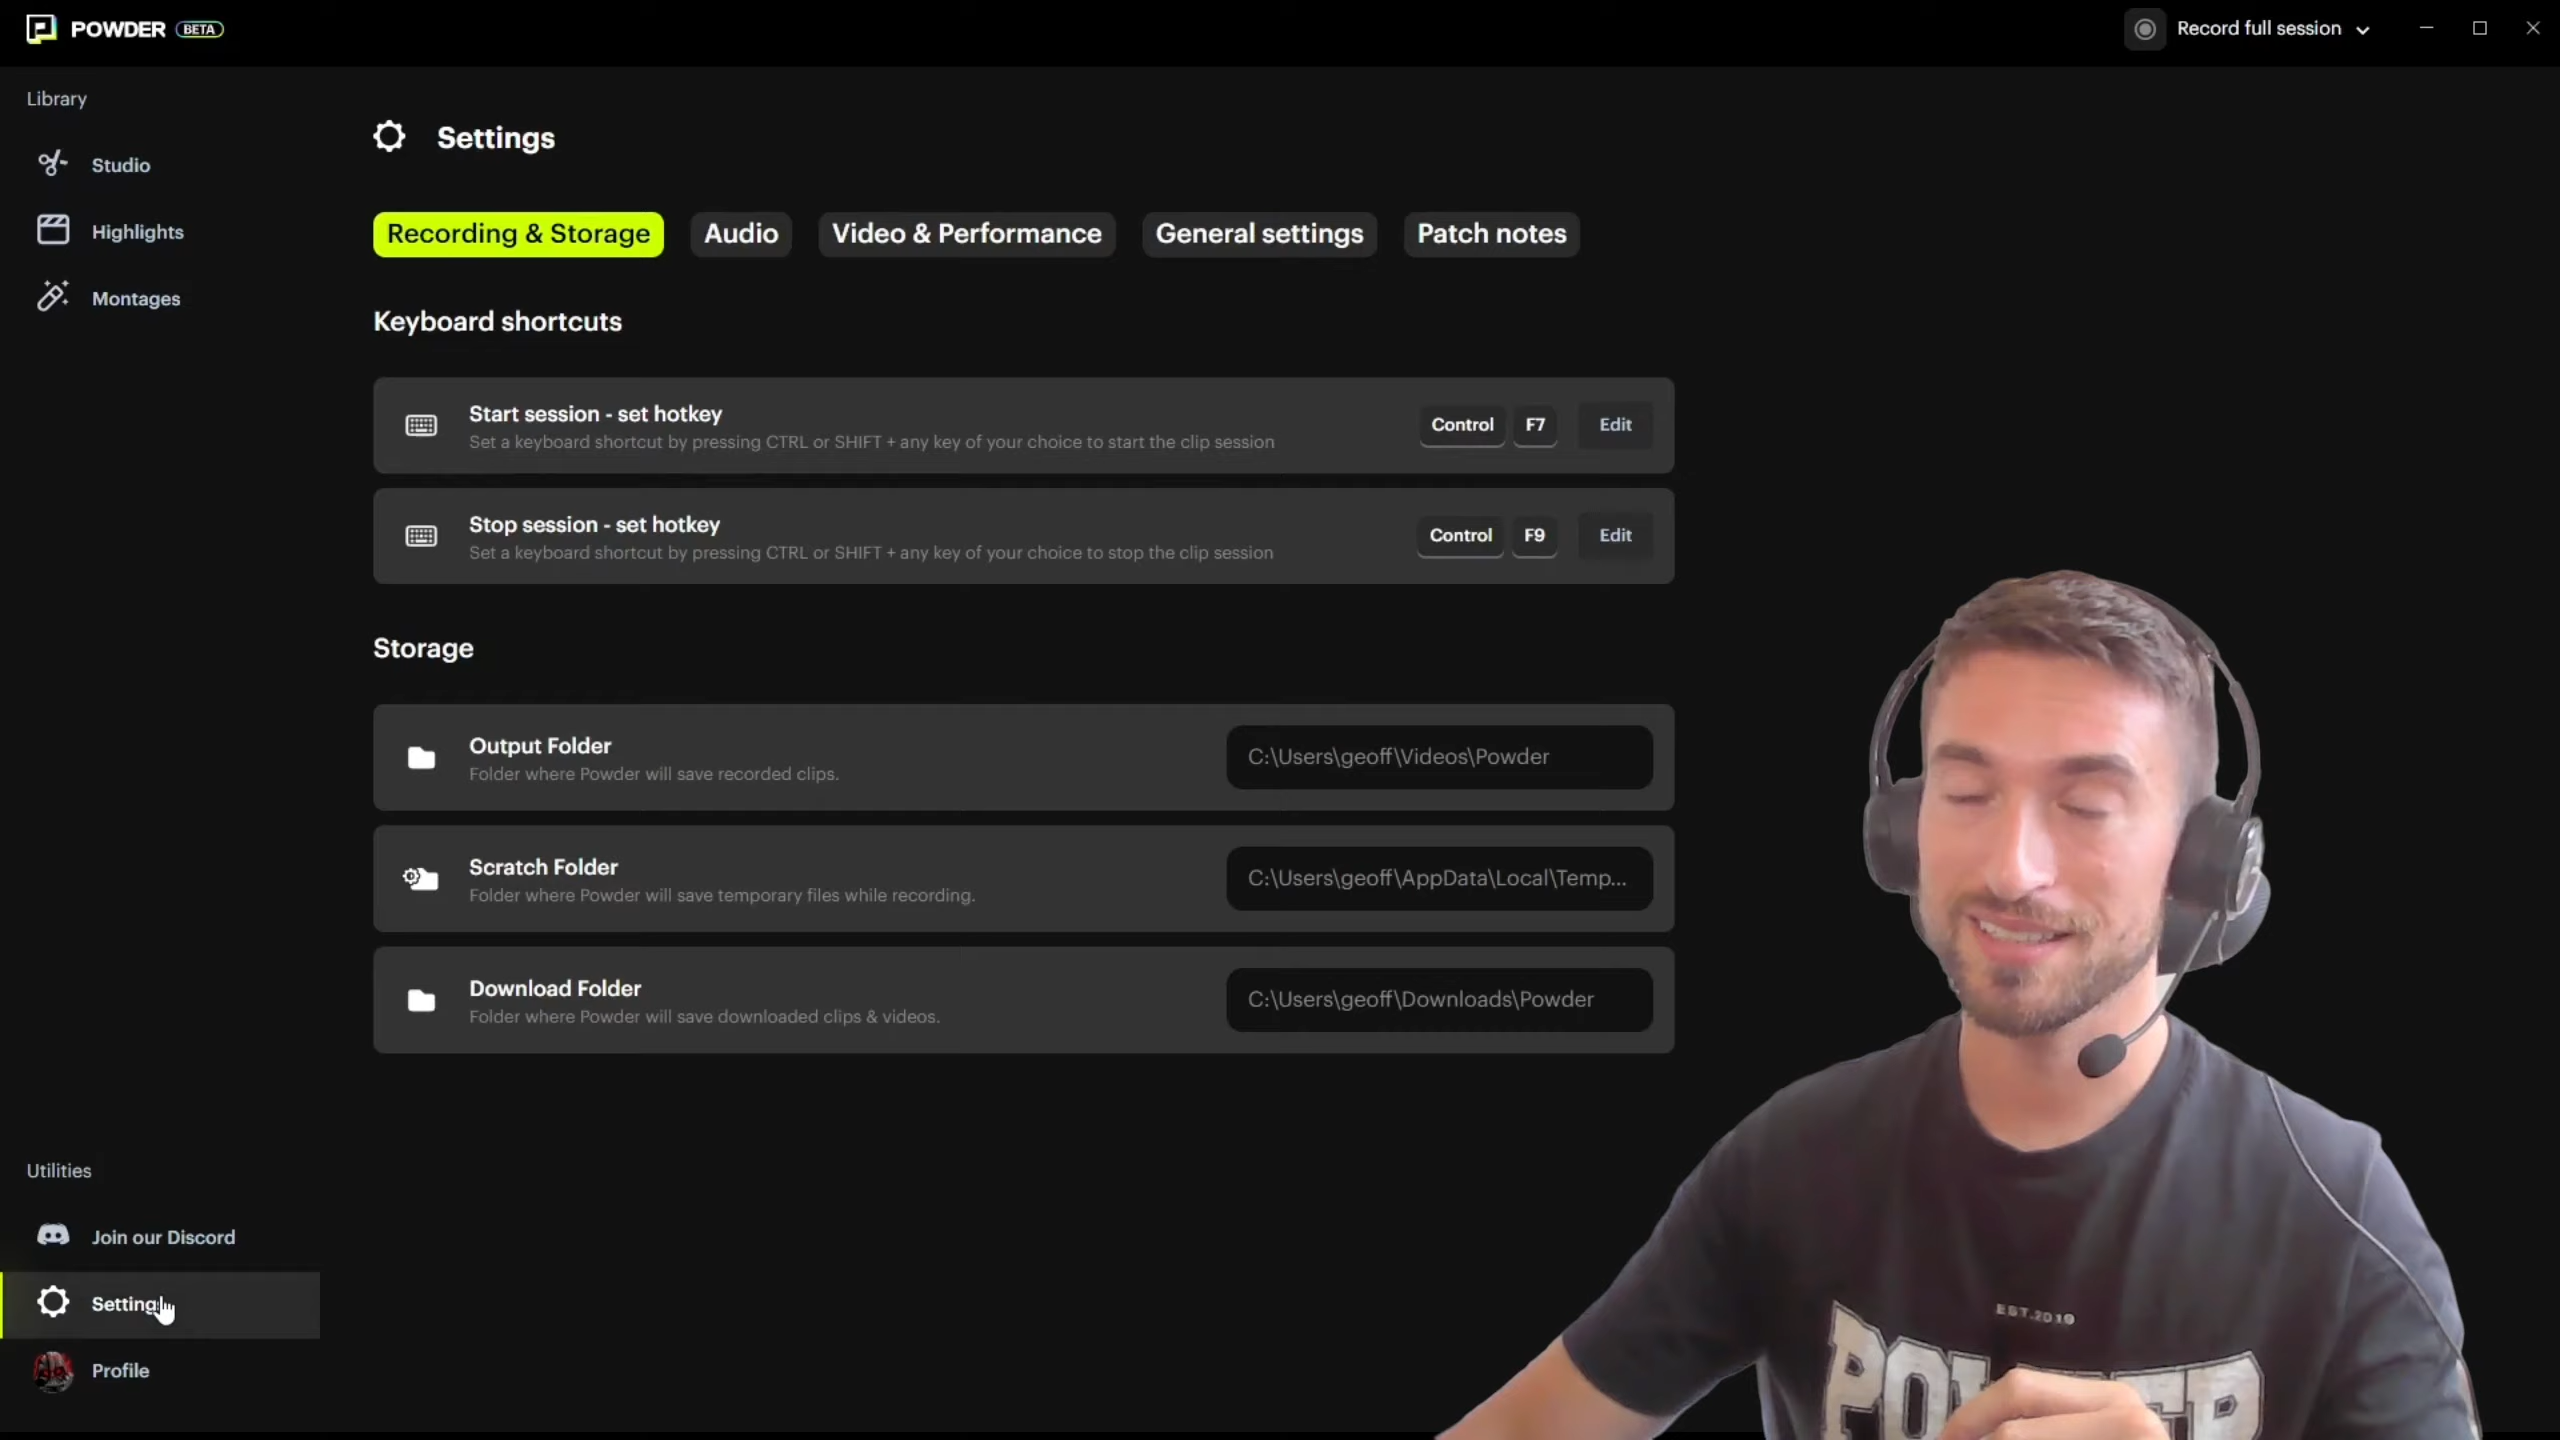 POWDER BETA
Record full session
Library
Studio
Highlights
Montages
Settings
Recording & Storage
Audio
Video & Performance
General settings
Patch notes
Keyboard shortcuts
Start session - set hotkey
Set a keyboard shortcut by pressing CTRL or SHIFT + any key of your choice to start the clip session
Control
F7
Edit
Stop session - set hotkey
Set a keyboard shortcut by pressing CTRL or SHIFT + any key of your choice to stop the clip session
Control
F9
Edit
Storage
Output Folder
Folder where Powder will save recorded clips.
C:\Users\geoff\Videos\Powder
Scratch Folder
Folder where Powder will save temporary files while recording.
C:\Users\geoff\AppData\Local\Temp...
Download Folder
Folder where Powder will save downloaded clips & videos.
C:\Users\geoff\Downloads\Powder
Utilities
Join our Discord
Settings
Profile
EST.2019